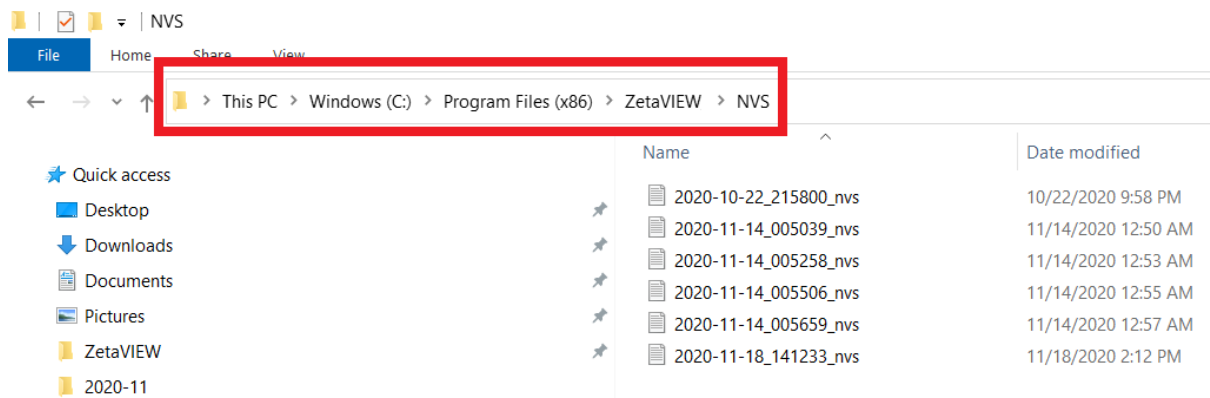 NVS
File Home Share View
This PC > Windows (C:) > Program Files (x86) > ZetaVIEW > NVS
Name Date modified
Quick access
Desktop
Downloads
Documents
Pictures
ZetaVIEW
2020-11
2020-10-22_215800_nvs 10/22/2020 9:58 PM
2020-11-14_005039_nvs 11/14/2020 12:50 AM
2020-11-14_005258_nvs 11/14/2020 12:53 AM
2020-11-14_005506_nvs 11/14/2020 12:55 AM
2020-11-14_005659_nvs 11/14/2020 12:57 AM
2020-11-18_141233_nvs 11/18/2020 2:12 PM